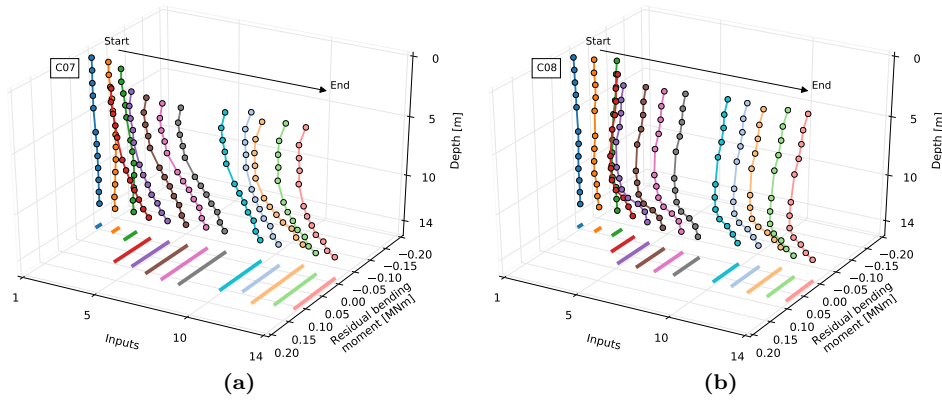 Start
C07
End
0
5
10
14
Depth [m]
−0.20
−0.15
−0.10
−0.05
0.00
0.05
0.10
0.15
0.20
Residual bending
moment [MNm]
1
5
10
14
Inputs
(a)
Start
C08
End
0
5
10
14
Depth [m]
−0.20
−0.15
−0.10
−0.05
0.00
0.05
0.10
0.15
0.20
Residual bending
moment [MNm]
1
5
10
14
Inputs
(b)